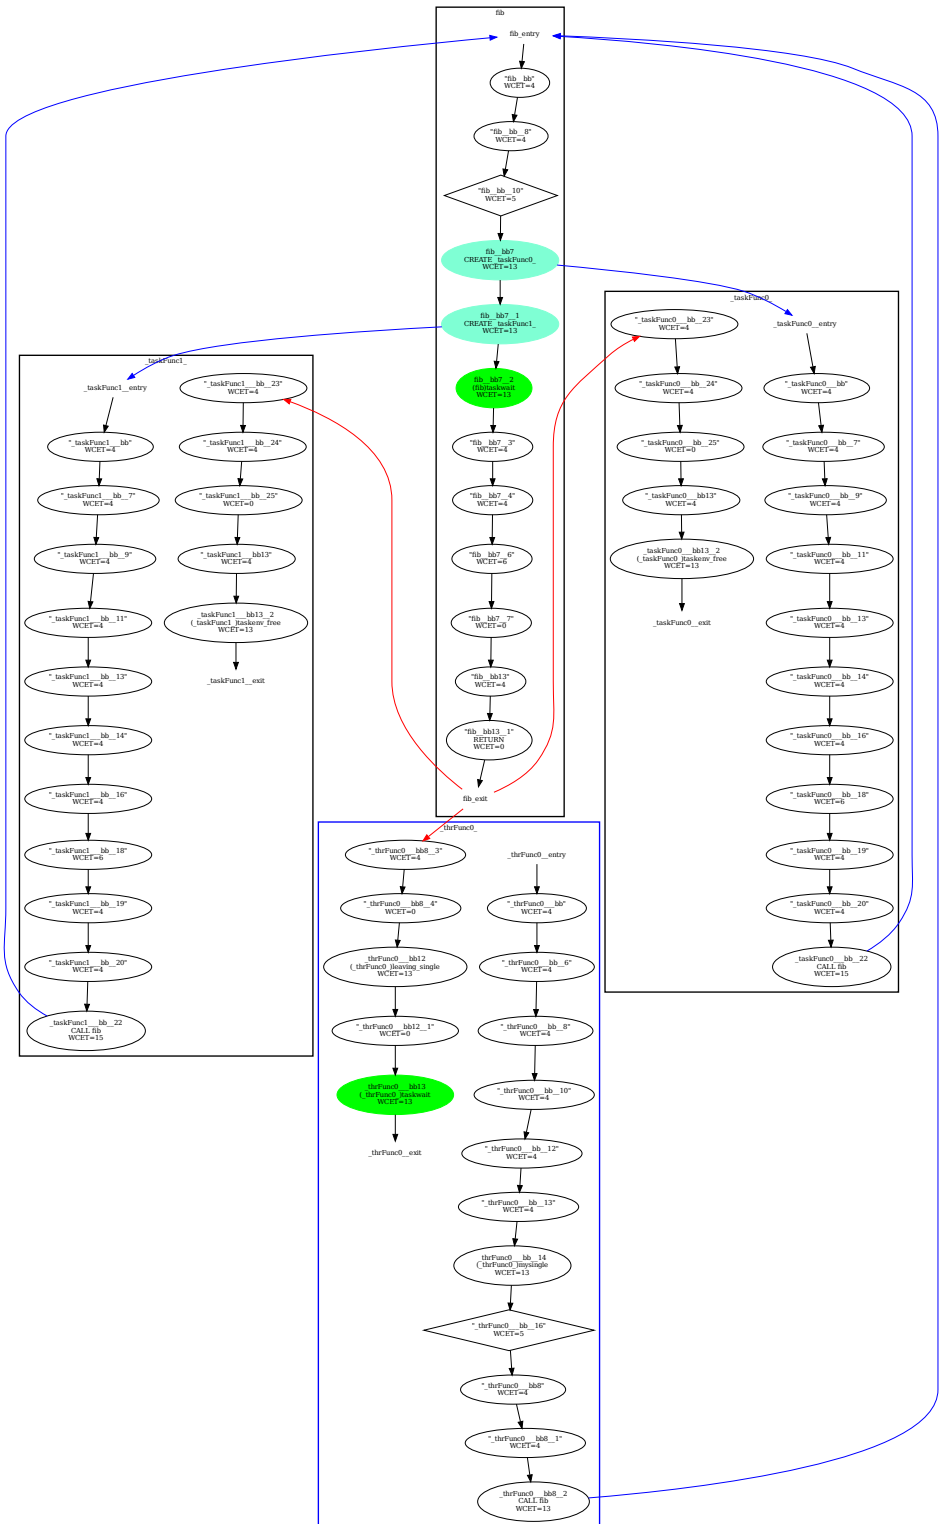 fib
fib_entry
"fib__bb"
WCET=4
"fib__bb__8"
WCET=4
"fib__bb__10"
WCET=5
fib__bb7
CREATE _taskFunc0_
WCET=13
fib__bb7__1
CREATE _taskFunc1_
WCET=13
fib__bb7__2
(fib)taskwait
WCET=13
"fib__bb7__3"
WCET=4
"fib__bb7__4"
WCET=4
"fib__bb7__6"
WCET=6
"fib__bb7__7"
WCET=0
"fib__bb13"
WCET=4
"fib__bb13__1"
RETURN
WCET=0
fib_exit
_taskFunc1_
_taskFunc1__entry
"_taskFunc1___bb"
WCET=4
"_taskFunc1___bb__7"
WCET=4
"_taskFunc1___bb__9"
WCET=4
"_taskFunc1___bb__11"
WCET=4
"_taskFunc1___bb__13"
WCET=4
"_taskFunc1___bb__14"
WCET=4
"_taskFunc1___bb__16"
WCET=4
"_taskFunc1___bb__18"
WCET=6
"_taskFunc1___bb__19"
WCET=4
"_taskFunc1___bb__20"
WCET=4
_taskFunc1___bb__22
CALL fib
WCET=15
"_taskFunc1___bb__23"
WCET=4
"_taskFunc1___bb__24"
WCET=4
"_taskFunc1___bb__25"
WCET=0
"_taskFunc1___bb13"
WCET=4
_taskFunc1___bb13__2
(_taskFunc1_)taskenv_free
WCET=13
_taskFunc1__exit
_taskFunc0_
"_taskFunc0___bb__23"
WCET=4
"_taskFunc0___bb__24"
WCET=4
"_taskFunc0___bb__25"
WCET=0
"_taskFunc0___bb13"
WCET=4
_taskFunc0___bb13__2
(_taskFunc0_)taskenv_free
WCET=13
_taskFunc0__exit
_taskFunc0__entry
"_taskFunc0___bb"
WCET=4
"_taskFunc0___bb__7"
WCET=4
"_taskFunc0___bb__9"
WCET=4
"_taskFunc0___bb__11"
WCET=4
"_taskFunc0___bb__13"
WCET=4
"_taskFunc0___bb__14"
WCET=4
"_taskFunc0___bb__16"
WCET=4
"_taskFunc0___bb__18"
WCET=6
"_taskFunc0___bb__19"
WCET=4
"_taskFunc0___bb__20"
WCET=4
_taskFunc0___bb__22
CALL fib
WCET=15
_thrFunc0_
"_thrFunc0___bb8__3"
WCET=4
"_thrFunc0___bb8__4"
WCET=0
_thrFunc0___bb12
(_thrFunc0_)leaving_single
WCET=13
"_thrFunc0___bb12__1"
WCET=0
_thrFunc0___bb13
(_thrFunc0_)taskwait
WCET=13
_thrFunc0__exit
_thrFunc0__entry
"_thrFunc0___bb"
WCET=4
"_thrFunc0___bb__6"
WCET=4
"_thrFunc0___bb__8"
WCET=4
"_thrFunc0___bb__10"
WCET=4
"_thrFunc0___bb__12"
WCET=4
"_thrFunc0___bb__13"
WCET=4
_thrFunc0___bb__14
(_thrFunc0_)mysingle
WCET=13
"_thrFunc0___bb__16"
WCET=5
"_thrFunc0___bb8"
WCET=4
"_thrFunc0___bb8__1"
WCET=4
_thrFunc0___bb8__2
CALL fib
WCET=13